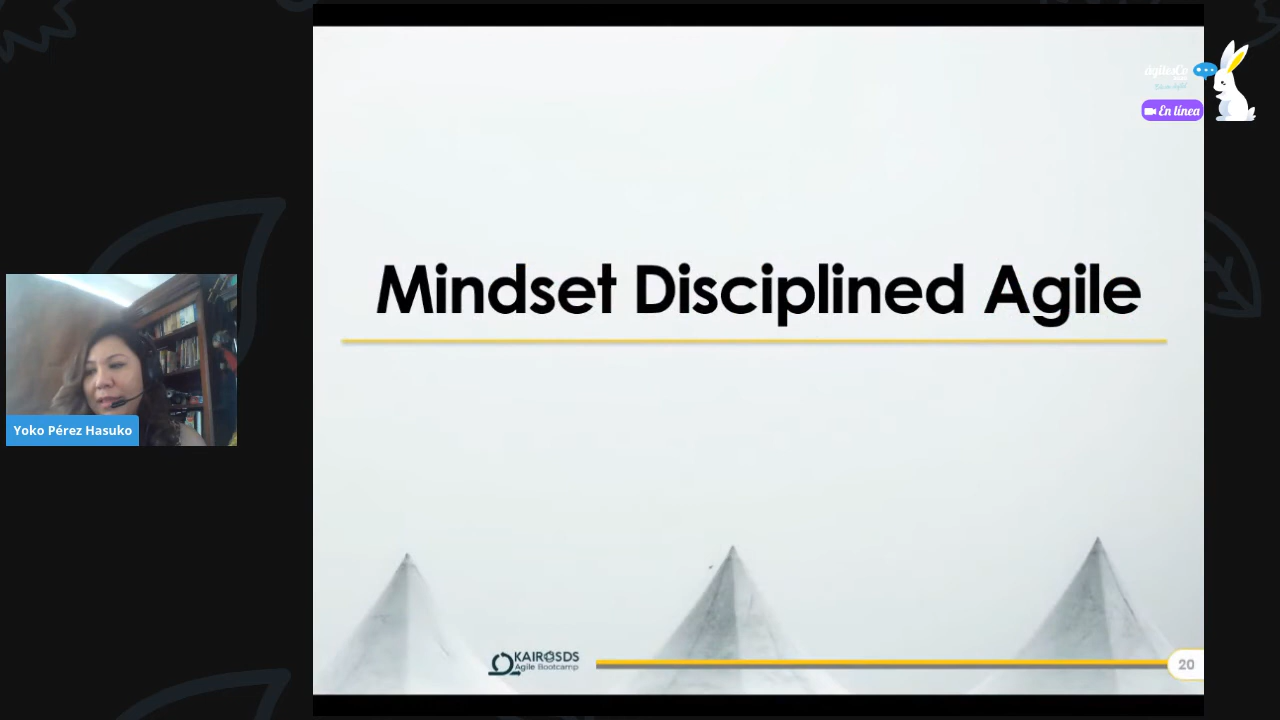 En línea
Mindset Disciplined Agile
Yoko Pérez Hasuko
KAIROSDS
Agile Bootcamp
20